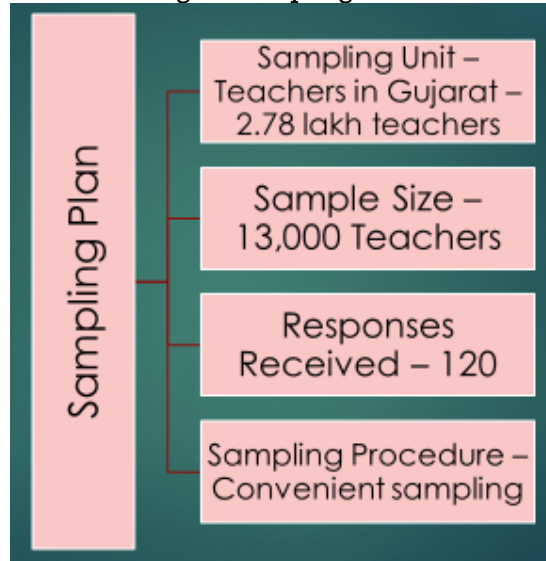 Sampling Plan
Sampling Unit –
Teachers in Gujarat –
2.78 lakh teachers
Sample Size –
13,000 Teachers
Responses
Received – 120
Sampling Procedure –
Convenient sampling